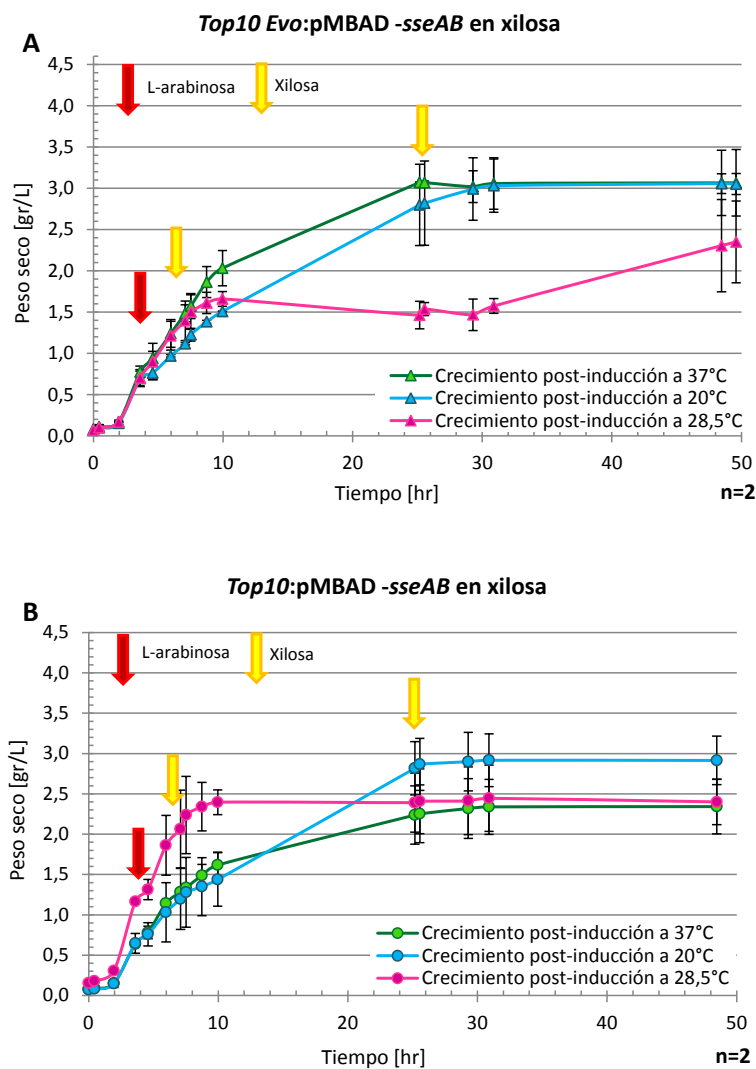 Top10 Evo:pMBAD -sseAB en xilosa
A
4,5
4,0
3,5
3,0
2,5
2,0
1,5
1,0
0,5
0,0
Peso seco [gr/L]
L-arabinosa
Xilosa
Crecimiento post-inducción a 37°C
Crecimiento post-inducción a 20°C
Crecimiento post-inducción a 28,5°C
0 10 20 30 40 50
Tiempo [hr]
n=2
Top10:pMBAD -sseAB en xilosa
B
4,5
4,0
3,5
3,0
2,5
2,0
1,5
1,0
0,5
0,0
Peso seco [gr/L]
L-arabinosa
Xilosa
Crecimiento post-inducción a 37°C
Crecimiento post-inducción a 20°C
Crecimiento post-inducción a 28,5°C
0 10 20 30 40 50
Tiempo [hr]
n=2